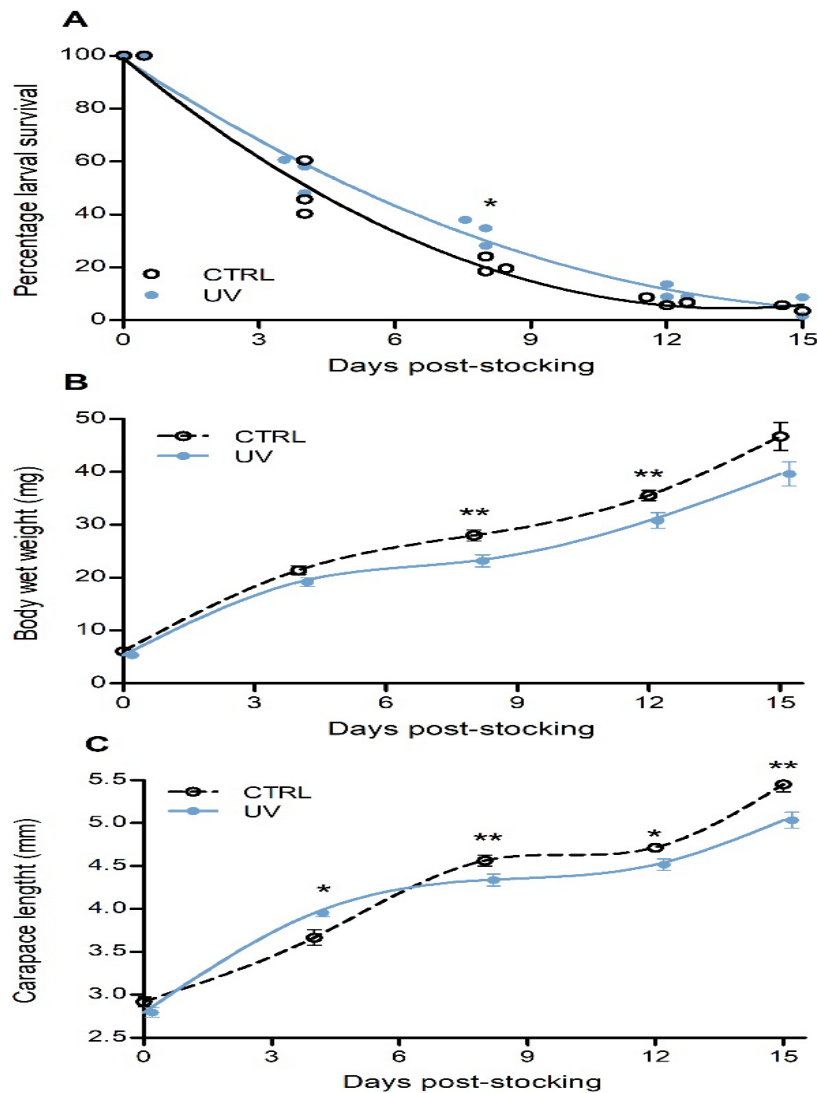 A
Percentage larval survival
100
80
60
40
20
0
*
CTRL
UV
0 3 6 9 12 15
Days post-stocking
B
Body wet weight (mg)
50
40
30
20
10
0
CTRL
UV
** **
0 3 6 9 12 15
Days post-stocking
C
Carapace lenght (mm)
5.5
5.0
4.5
4.0
3.5
3.0
2.5
CTRL
UV
* ** * **
0 3 6 9 12 15
Days post-stocking